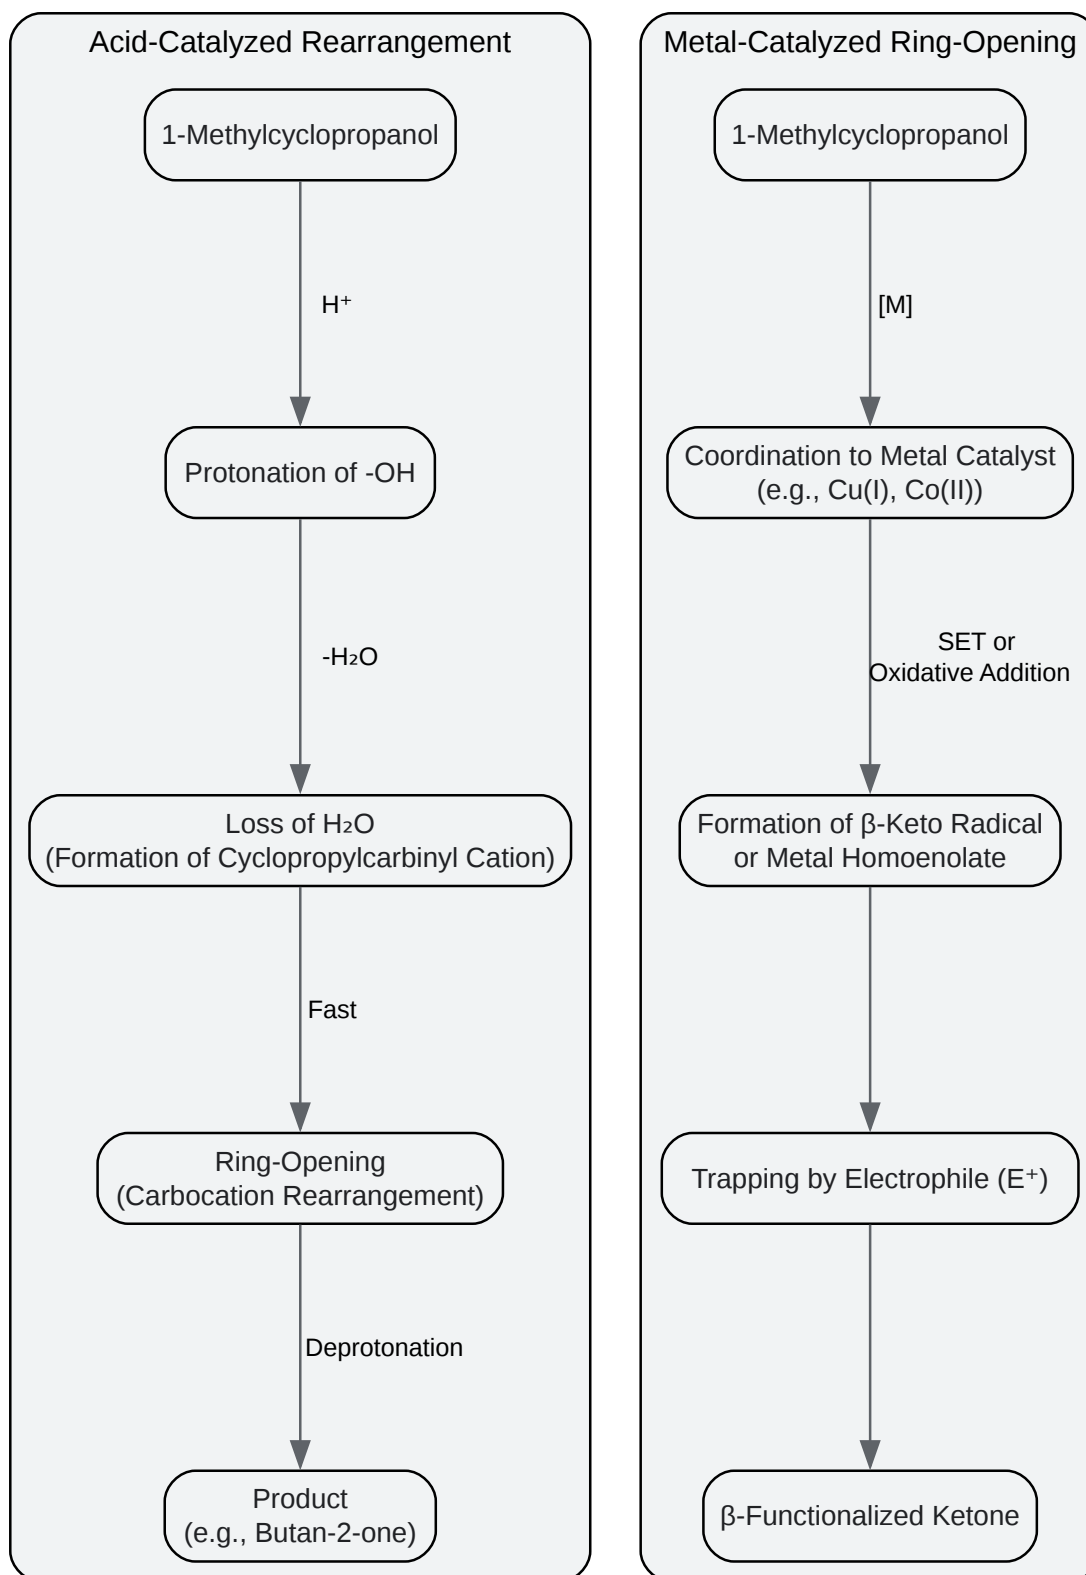 Acid-Catalyzed Rearrangement
1-Methylcyclopropanol
H⁺
Protonation of -OH
-H₂O
Loss of H₂O
(Formation of Cyclopropylcarbinyl Cation)
Fast
Ring-Opening
(Carbocation Rearrangement)
Deprotonation
Product
(e.g., Butan-2-one)
Metal-Catalyzed Ring-Opening
1-Methylcyclopropanol
[M]
Coordination to Metal Catalyst
(e.g., Cu(I), Co(II))
SET or
Oxidative Addition
Formation of β-Keto Radical
or Metal Homoenolate
Trapping by Electrophile (E⁺)
β-Functionalized Ketone